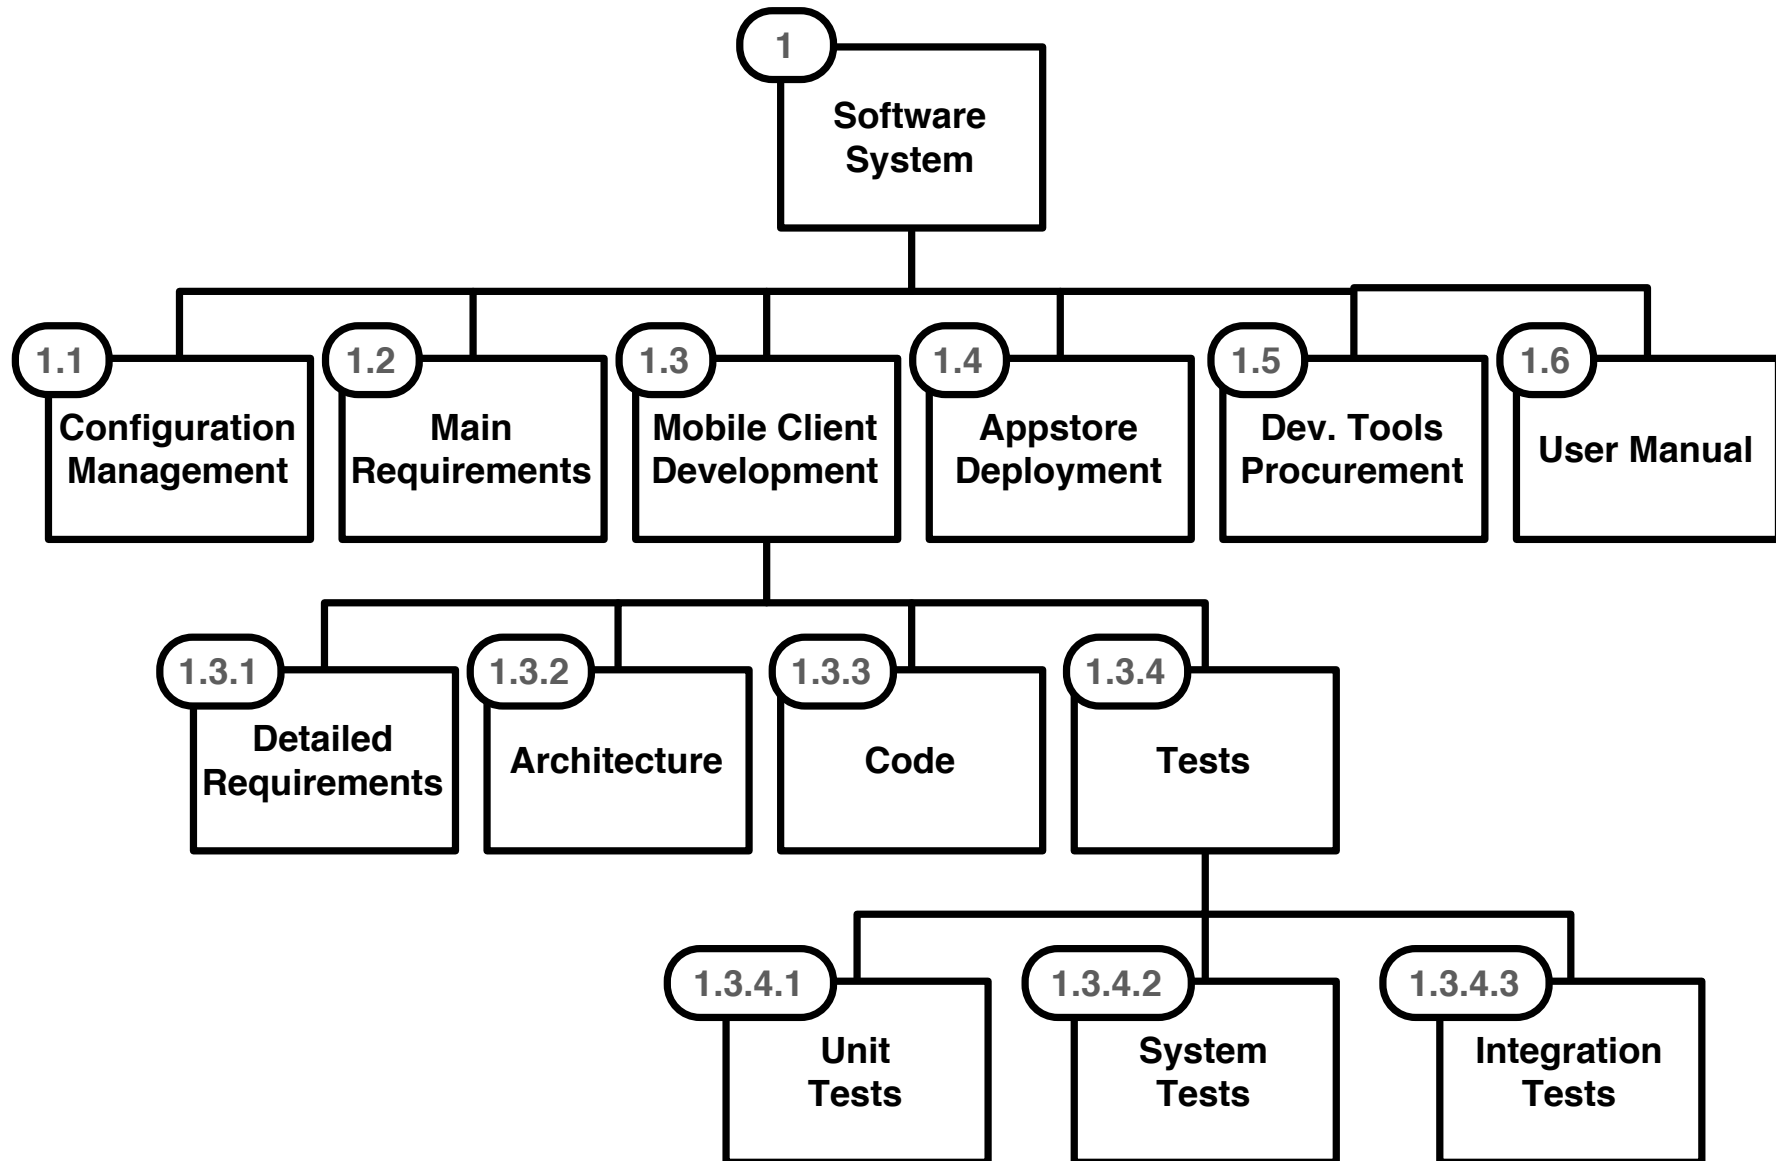 1
Software
System
1.1
1.2
1.3
1.4
1.5
1.6
Configuration
Management
Main
Requirements
Mobile Client
Development
Appstore
Deployment
Dev. Tools
Procurement
User Manual
1.3.1
1.3.2
1.3.3
1.3.4
Detailed
Requirements
Architecture
Code
Tests
1.3.4.1
1.3.4.2
1.3.4.3
Unit
Tests
System
Tests
Integration
Tests